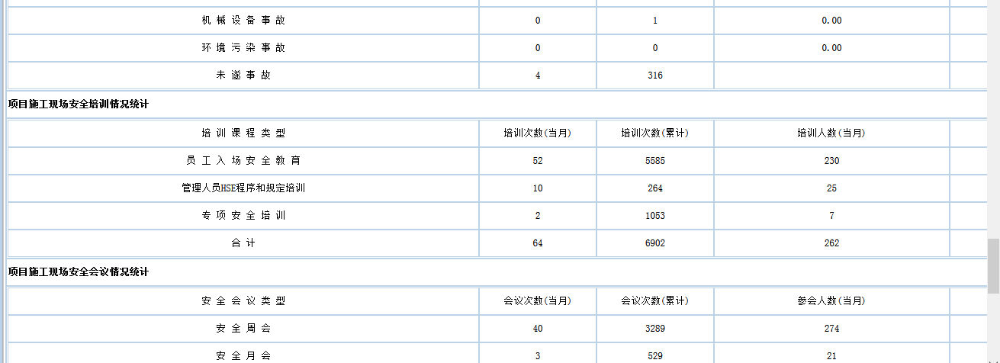 机 械 设 备 事 故 0 1 0.00
环 境 污 染 事 故 0 0 0.00
未 遂 事 故 4 316
项目施工现场安全培训情况统计
培 训 课 程 类 型 培训次数(当月) 培训次数(累计) 培训人数(当月)
员 工 入 场 安 全 教 育 52 5585 230
管理人员HSE程序和规定培训 10 264 25
专 项 安 全 培 训 2 1053 7
合 计 64 6902 262
项目施工现场安全会议情况统计
安 全 会 议 类 型 会议次数(当月) 会议次数(累计) 参会人数(当月)
安 全 周 会 40 3289 274
安 全 月 会 3 529 21